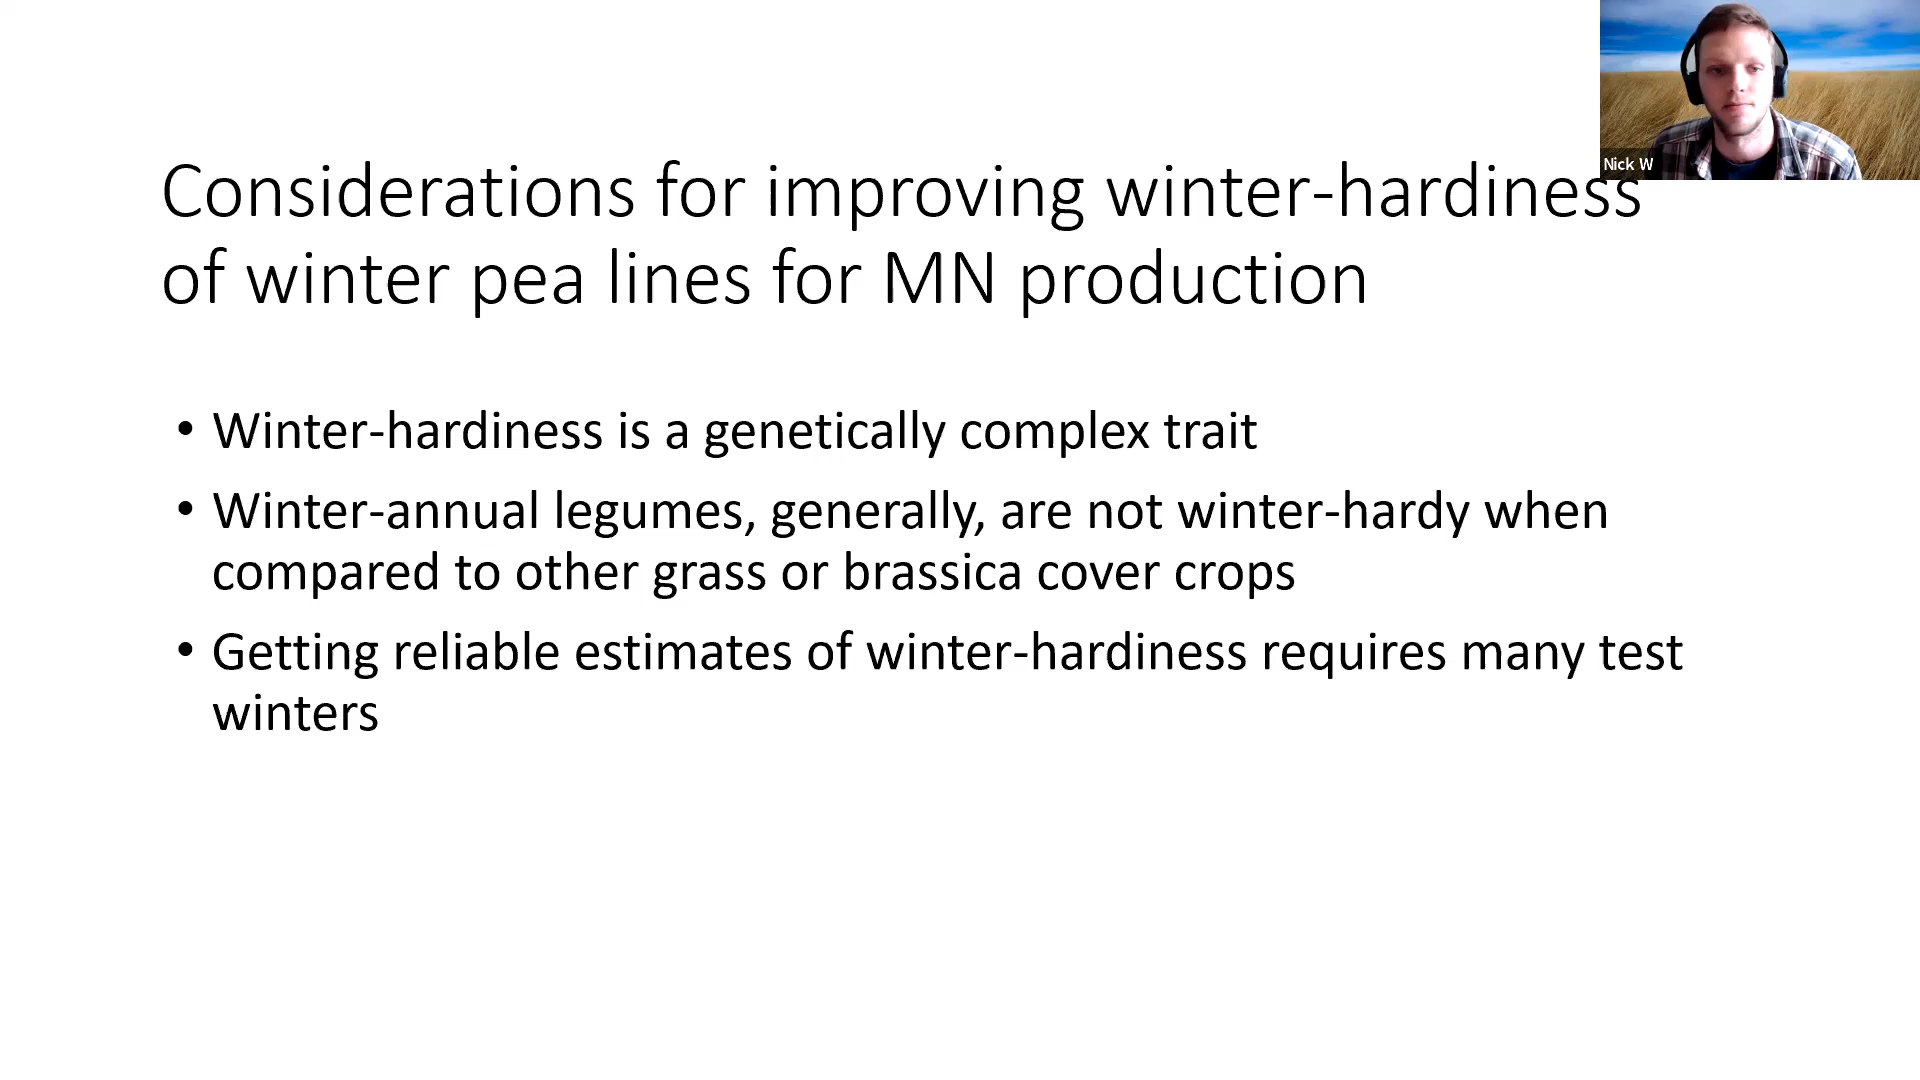 Nick W
Considerations for improving winter-hardiness
of winter pea lines for MN production
• Winter-hardiness is a genetically complex trait
• Winter-annual legumes, generally, are not winter-hardy when
compared to other grass or brassica cover crops
• Getting reliable estimates of winter-hardiness requires many test
winters